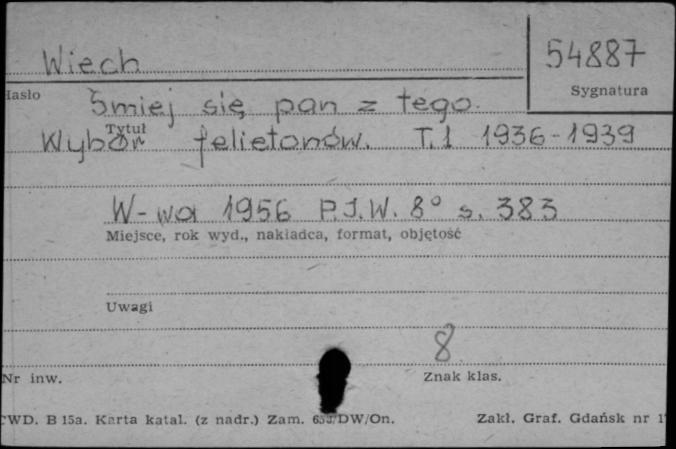 Wiech
54887
Hasło
Sygnatura
Śmiej się pan z tego.
Tytuł
Wybór felietonów. T.1 1936-1939
W-wa 1956 P.I.W. 8° s. 383
Miejsce, rok wyd., nakładca, format, objętość
Uwagi
8
Nr inw.
Znak klas.
CWD. B 15a. Karta katal. (z nadr.) Zam. DW/On.
Zakł. Graf. Gdańsk nr